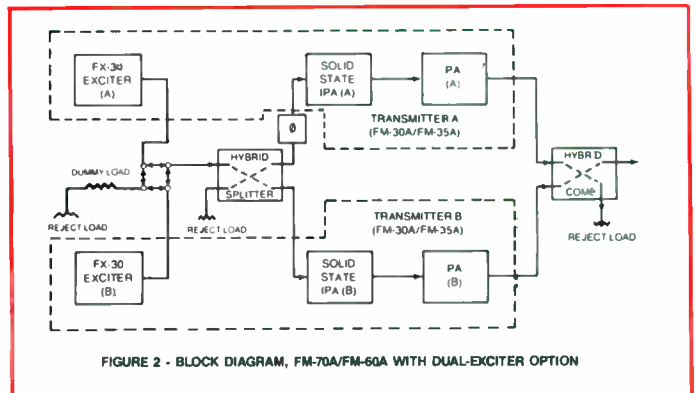 FX-30
EXCITER
(A)
SOLID
STATE
IPA (A)
PA
(A)
TRANSMITTER A
(FM-30A/FM-35A)
Ø
DUMMY LOAD
HYBRID
SPLITTER
HYBRID
COMP
REJECT LOAD
REJECT LOAD
REJECT LOAD
TRANSMITTER B
(FM-30A/FM-35A)
FX-30
EXCITER
(B)
SOLID
STATE
IPA (B)
PA
(B)
FIGURE 2 - BLOCK DIAGRAM, FM-70A/FM-60A WITH DUAL-EXCITER OPTION